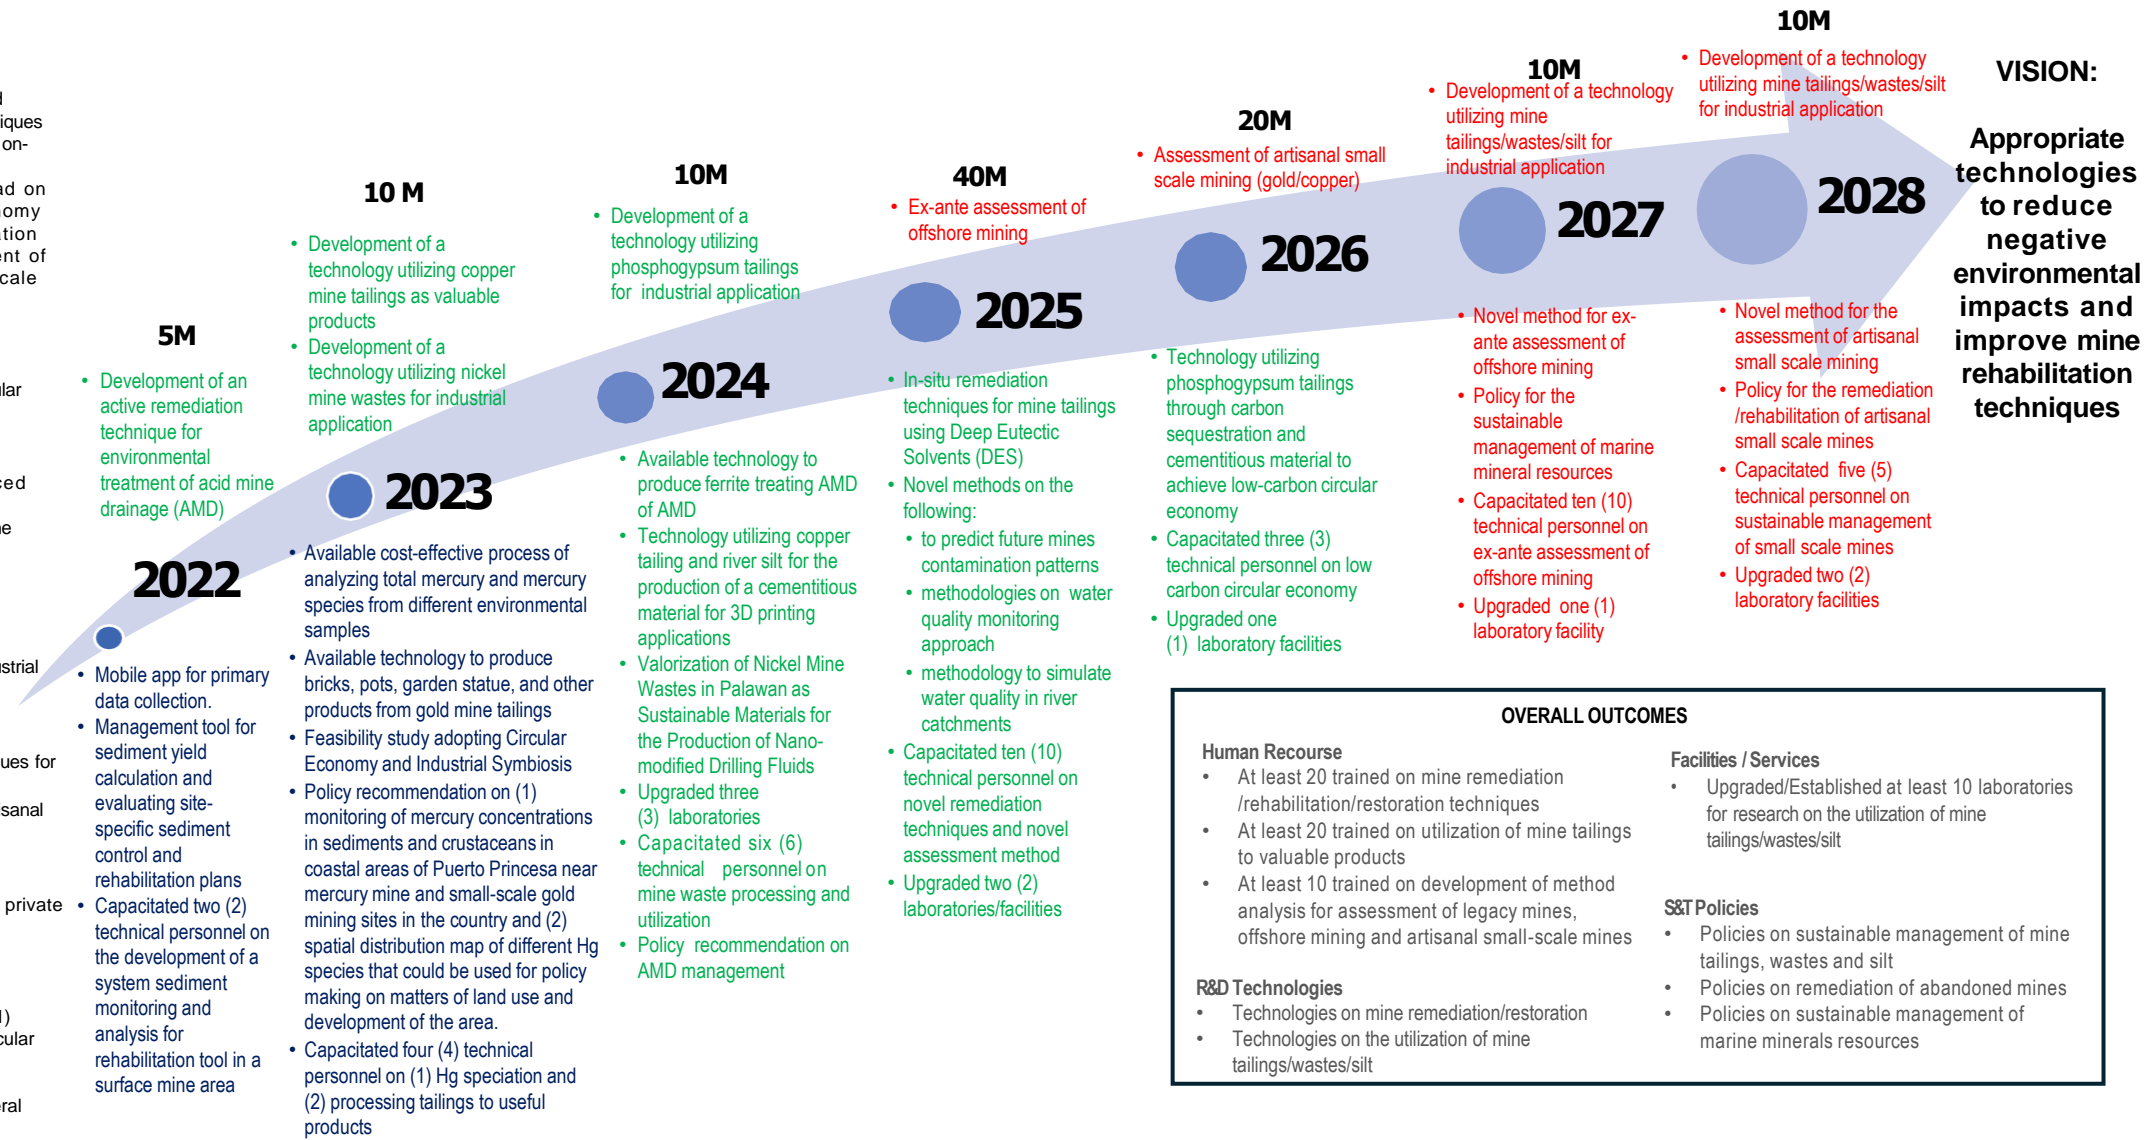 iques
on-
ad on
omy
ation
ent of
cale
ular
ced
ne
ustrial
ues for
isanal
private
l)
cular
eral
5M
• Development of an
active remediation
technique for
environmental
treatment of acid mine
drainage (AMD)
2022
• Mobile app for primary
data collection.
• Management tool for
sediment yield
calculation and
evaluating site-
specific sediment
control and
rehabilitation plans
• Capacitated two (2)
technical personnel on
the development of a
system sediment
monitoring and
analysis for
rehabilitation tool in a
surface mine area
10 M
• Development of a
technology utilizing copper
mine tailings as valuable
products
• Development of a
technology utilizing nickel
mine wastes for industrial
application
2023
• Available cost-effective process of
analyzing total mercury and mercury
species from different environmental
samples
• Available technology to produce
bricks, pots, garden statue, and other
products from gold mine tailings
• Feasibility study adopting Circular
Economy and Industrial Symbiosis
• Policy recommendation on (1)
monitoring of mercury concentrations
in sediments and crustaceans in
coastal areas of Puerto Princesa near
mercury mine and small-scale gold
mining sites in the country and (2)
spatial distribution map of different Hg
species that could be used for policy
making on matters of land use and
development of the area.
• Capacitated four (4) technical
personnel on (1) Hg speciation and
(2) processing tailings to useful
products
10M
• Development of a
technology utilizing
phosphogypsum tailings
for industrial application
2024
• Available technology to
produce ferrite treating AMD
of AMD
• Technology utilizing copper
tailing and river silt for the
production of a cementitious
material for 3D printing
applications
• Valorization of Nickel Mine
Wastes in Palawan as
Sustainable Materials for
the Production of Nano-
modified Drilling Fluids
• Upgraded three
(3) laboratories
• Capacitated six (6)
technical personnel on
mine waste processing and
utilization
• Policy recommendation on
AMD management
40M
• Ex-ante assessment of
offshore mining
2025
• In-situ remediation
techniques for mine tailings
using Deep Eutectic
Solvents (DES)
• Novel methods on the
following:
• to predict future mines
contamination patterns
• methodologies on water
quality monitoring
approach
• methodology to simulate
water quality in river
catchments
• Capacitated ten (10)
technical personnel on
novel remediation
techniques and novel
assessment method
• Upgraded two (2)
laboratories/facilities
20M
• Assessment of artisanal small
scale mining (gold/copper)
2026
• Technology utilizing
phosphogypsum tailings
through carbon
sequestration and
cementitious material to
achieve low-carbon circular
economy
• Capacitated three (3)
technical personnel on low
carbon circular economy
• Upgraded one
(1) laboratory facilities
10M
• Development of a technology
utilizing mine
tailings/wastes/silt for
industrial application
2027
• Novel method for ex-
ante assessment of
offshore mining
• Policy for the
sustainable
management of marine
mineral resources
• Capacitated ten (10)
technical personnel on
ex-ante assessment of
offshore mining
• Upgraded one (1)
laboratory facility
10M
• Development of a technology
utilizing mine tailings/wastes/silt
for industrial application
2028
• Novel method for the
assessment of artisanal
small scale mining
• Policy for the remediation
/rehabilitation of artisanal
small scale mines
• Capacitated five (5)
technical personnel on
sustainable management
of small scale mines
• Upgraded two (2)
laboratory facilities
VISION:
Appropriate
technologies
to reduce
negative
environmental
impacts and
improve mine
rehabilitation
techniques
OVERALL OUTCOMES
Human Recourse
• At least 20 trained on mine remediation
/rehabilitation/restoration techniques
• At least 20 trained on utilization of mine tailings
to valuable products
• At least 10 trained on development of method
analysis for assessment of legacy mines,
offshore mining and artisanal small-scale mines
R&D Technologies
• Technologies on mine remediation/restoration
• Technologies on the utilization of mine
tailings/wastes/silt
Facilities / Services
• Upgraded/Established at least 10 laboratories
for research on the utilization of mine
tailings/wastes/silt
S&T Policies
• Policies on sustainable management of mine
tailings, wastes and silt
• Policies on remediation of abandoned mines
• Policies on sustainable management of
marine minerals resources